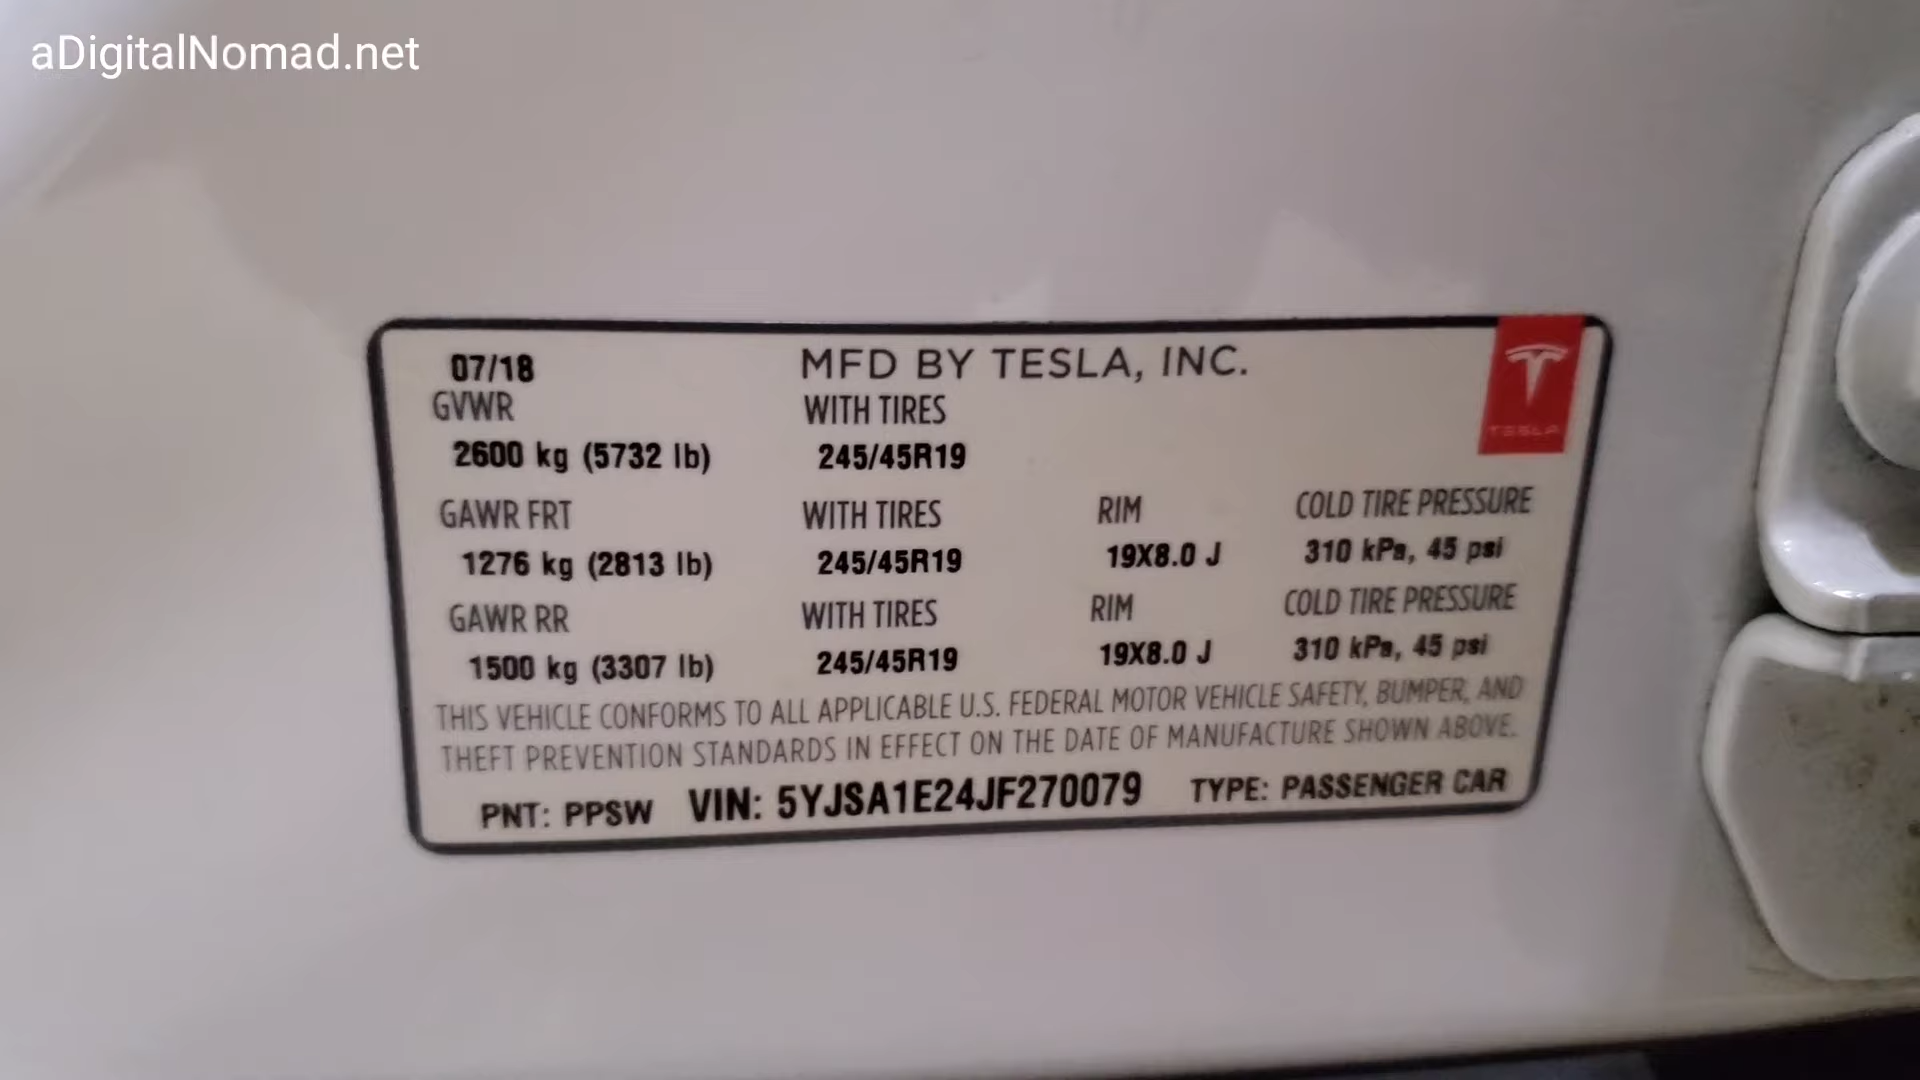 aDigitalNomad.net
07/18 MFD BY TESLA, INC.
GVWR WITH TIRES
2600 kg (5732 lb) 245/45R19
TESLA
GAWR FRT WITH TIRES RIM COLD TIRE PRESSURE
1276 kg (2813 lb) 245/45R19 19X8.0 J 310 kPa, 45 psi
GAWR RR WITH TIRES RIM COLD TIRE PRESSURE
1500 kg (3307 lb) 245/45R19 19X8.0 J 310 kPa, 45 psi
THIS VEHICLE CONFORMS TO ALL APPLICABLE U.S. FEDERAL MOTOR VEHICLE SAFETY, BUMPER, AND
THEFT PREVENTION STANDARDS IN EFFECT ON THE DATE OF MANUFACTURE SHOWN ABOVE.
PNT: PPSW VIN: 5YJSA1E24JF270079 TYPE: PASSENGER CAR